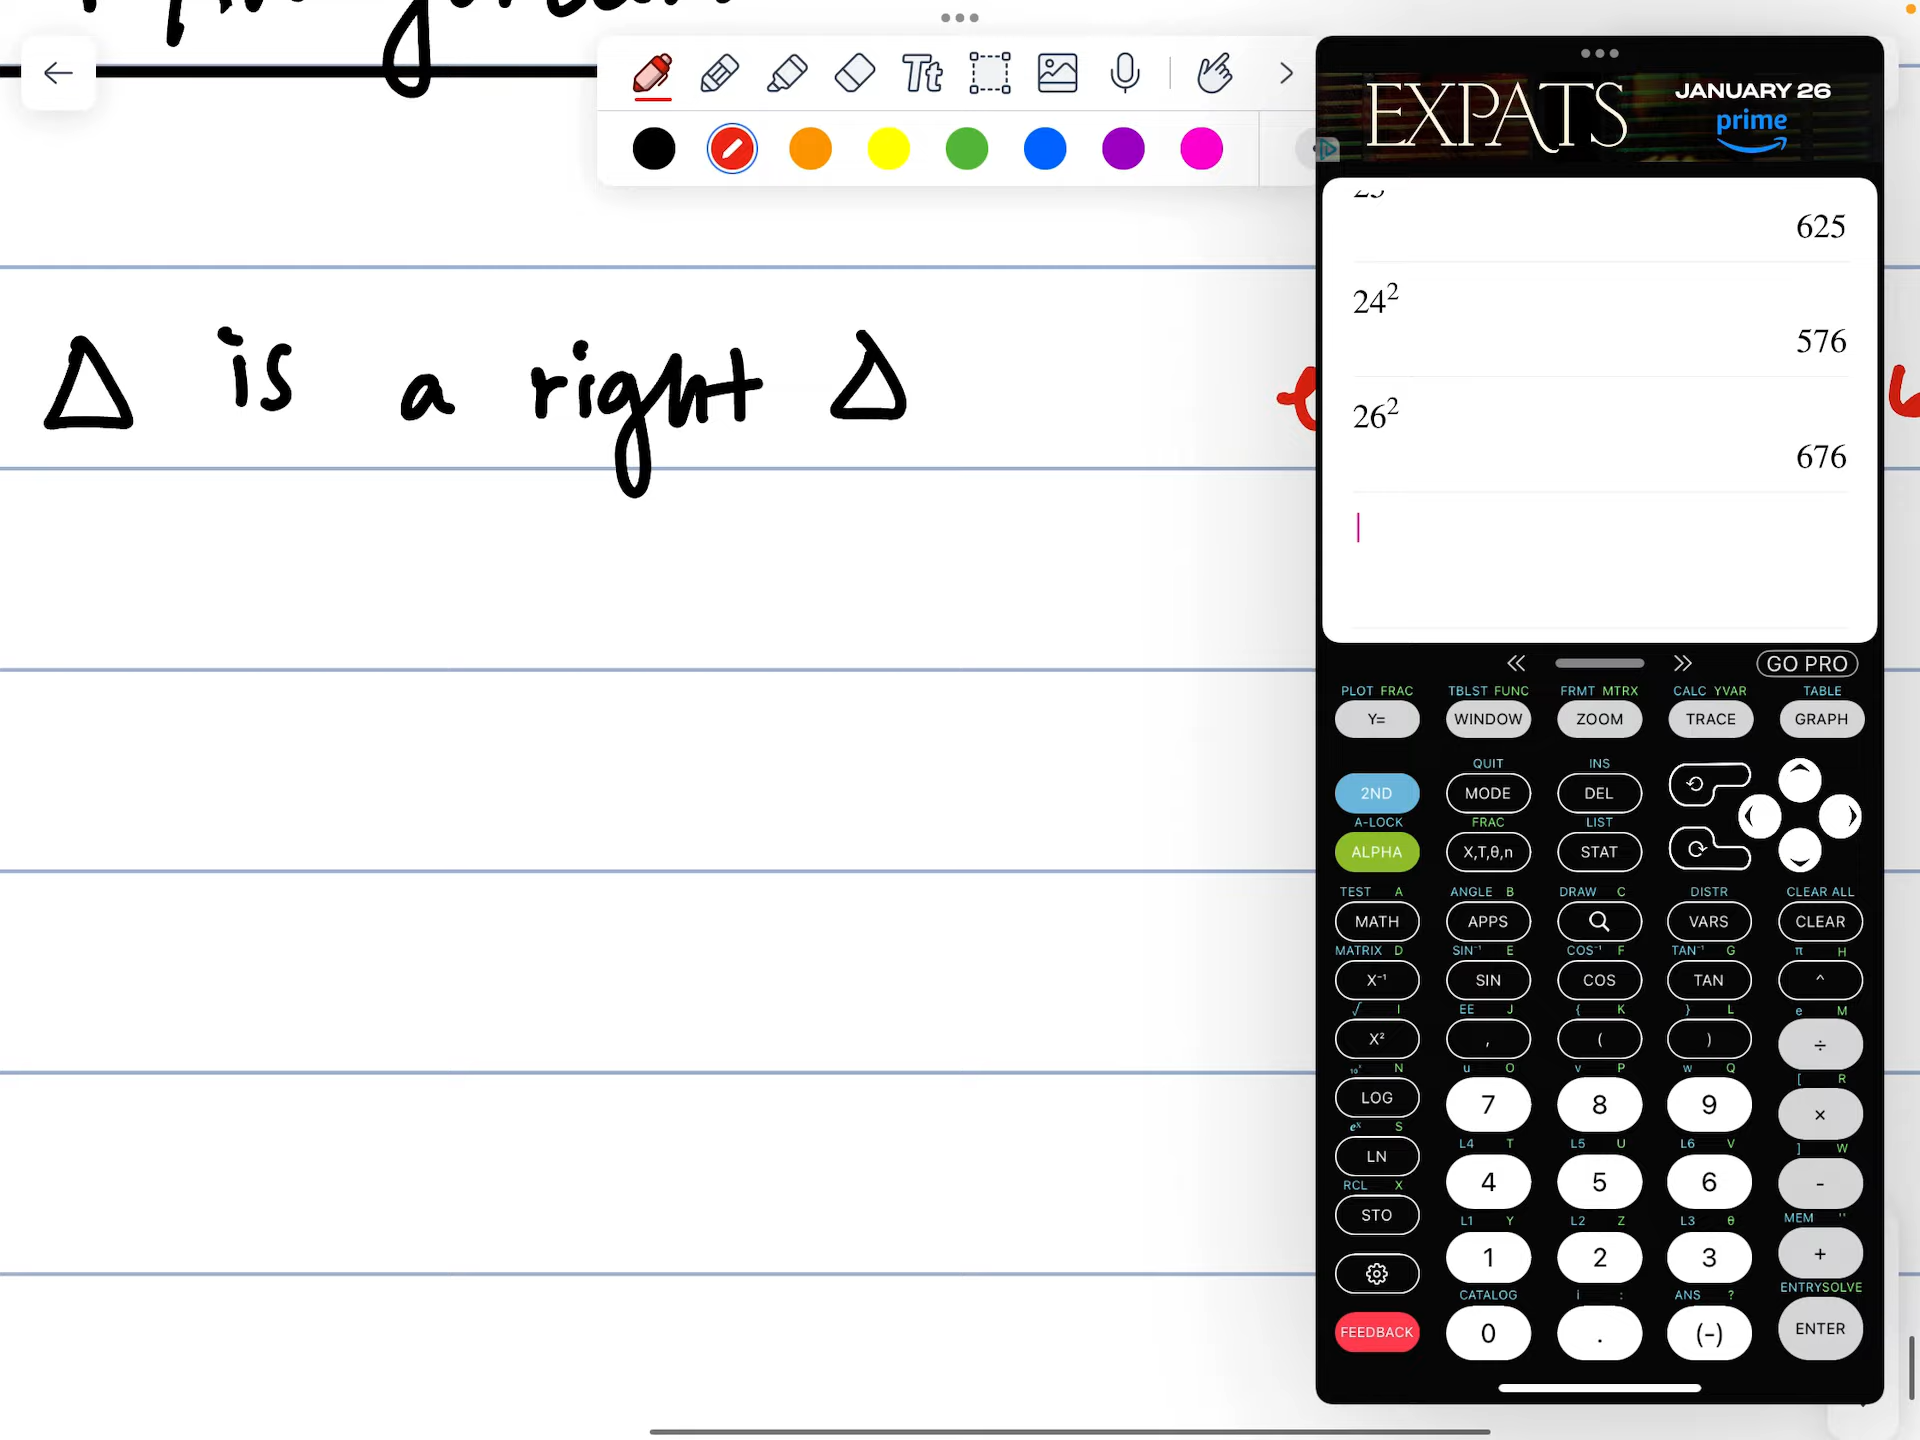 Δ is a right Δ
Tt
EXPATS
JANUARY 26
prime
625
24²
576
26²
676
GO PRO
PLOT FRAC TBLST FUNC FRMT MTRX CALC YVAR TABLE
Y= WINDOW ZOOM TRACE GRAPH
QUIT INS
2ND MODE DEL
A-LOCK FRAC LIST
ALPHA X,T,θ,n STAT
TEST A ANGLE B DRAW C DISTR CLEAR ALL
MATH APPS VARS CLEAR
MATRIX D SIN⁻¹ E COS⁻¹ F TAN⁻¹ G π H
X⁻¹ SIN COS TAN ^
√ I EE J { K } L e M
X² , ( ) ÷
10ˣ N u O v P w Q [ R
LOG 7 8 9 ×
eˣ S L4 T L5 U L6 V ] W
LN 4 5 6 -
RCL X L1 Y L2 Z L3 θ MEM "
STO 1 2 3 +
CATALOG i : ANS ? ENTRY SOLVE
FEEDBACK 0 . (-) ENTER